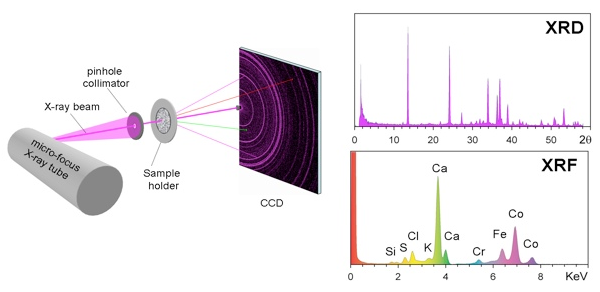 pinhole
collimator
X-ray beam
micro-focus
X-ray tube
Sample
holder
CCD
XRD
0 10 20 30 40 50 2θ
XRF
Ca
Co
Fe
Cl
S
Si
K
Ca
Cr
Co
0 2 4 6 8 KeV